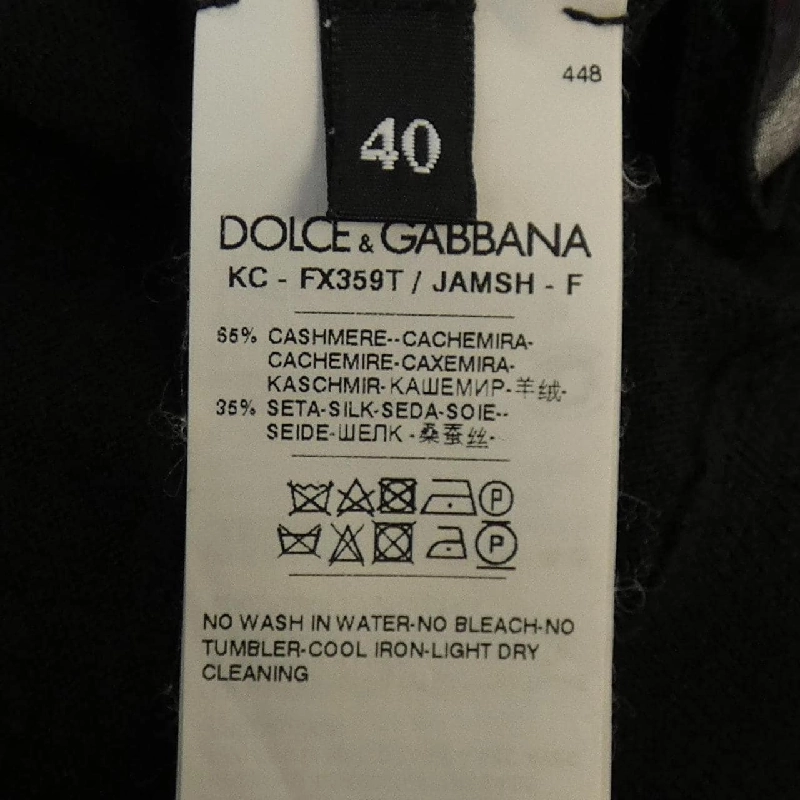 448
40
DOLCE & GABBANA
KC - FX359T / JAMSH - F
65% CASHMERE--CACHEMIRA-
CACHEMIRE-CAXEMIRA-
KASCHMIR-КАШЕМИР-羊绒-
35% SETA-SILK-SEDA-SOIE--
SEIDE-ШЕЛК -桑蚕丝-
P
P
NO WASH IN WATER-NO BLEACH-NO
TUMBLER-COOL IRON-LIGHT DRY
CLEANING